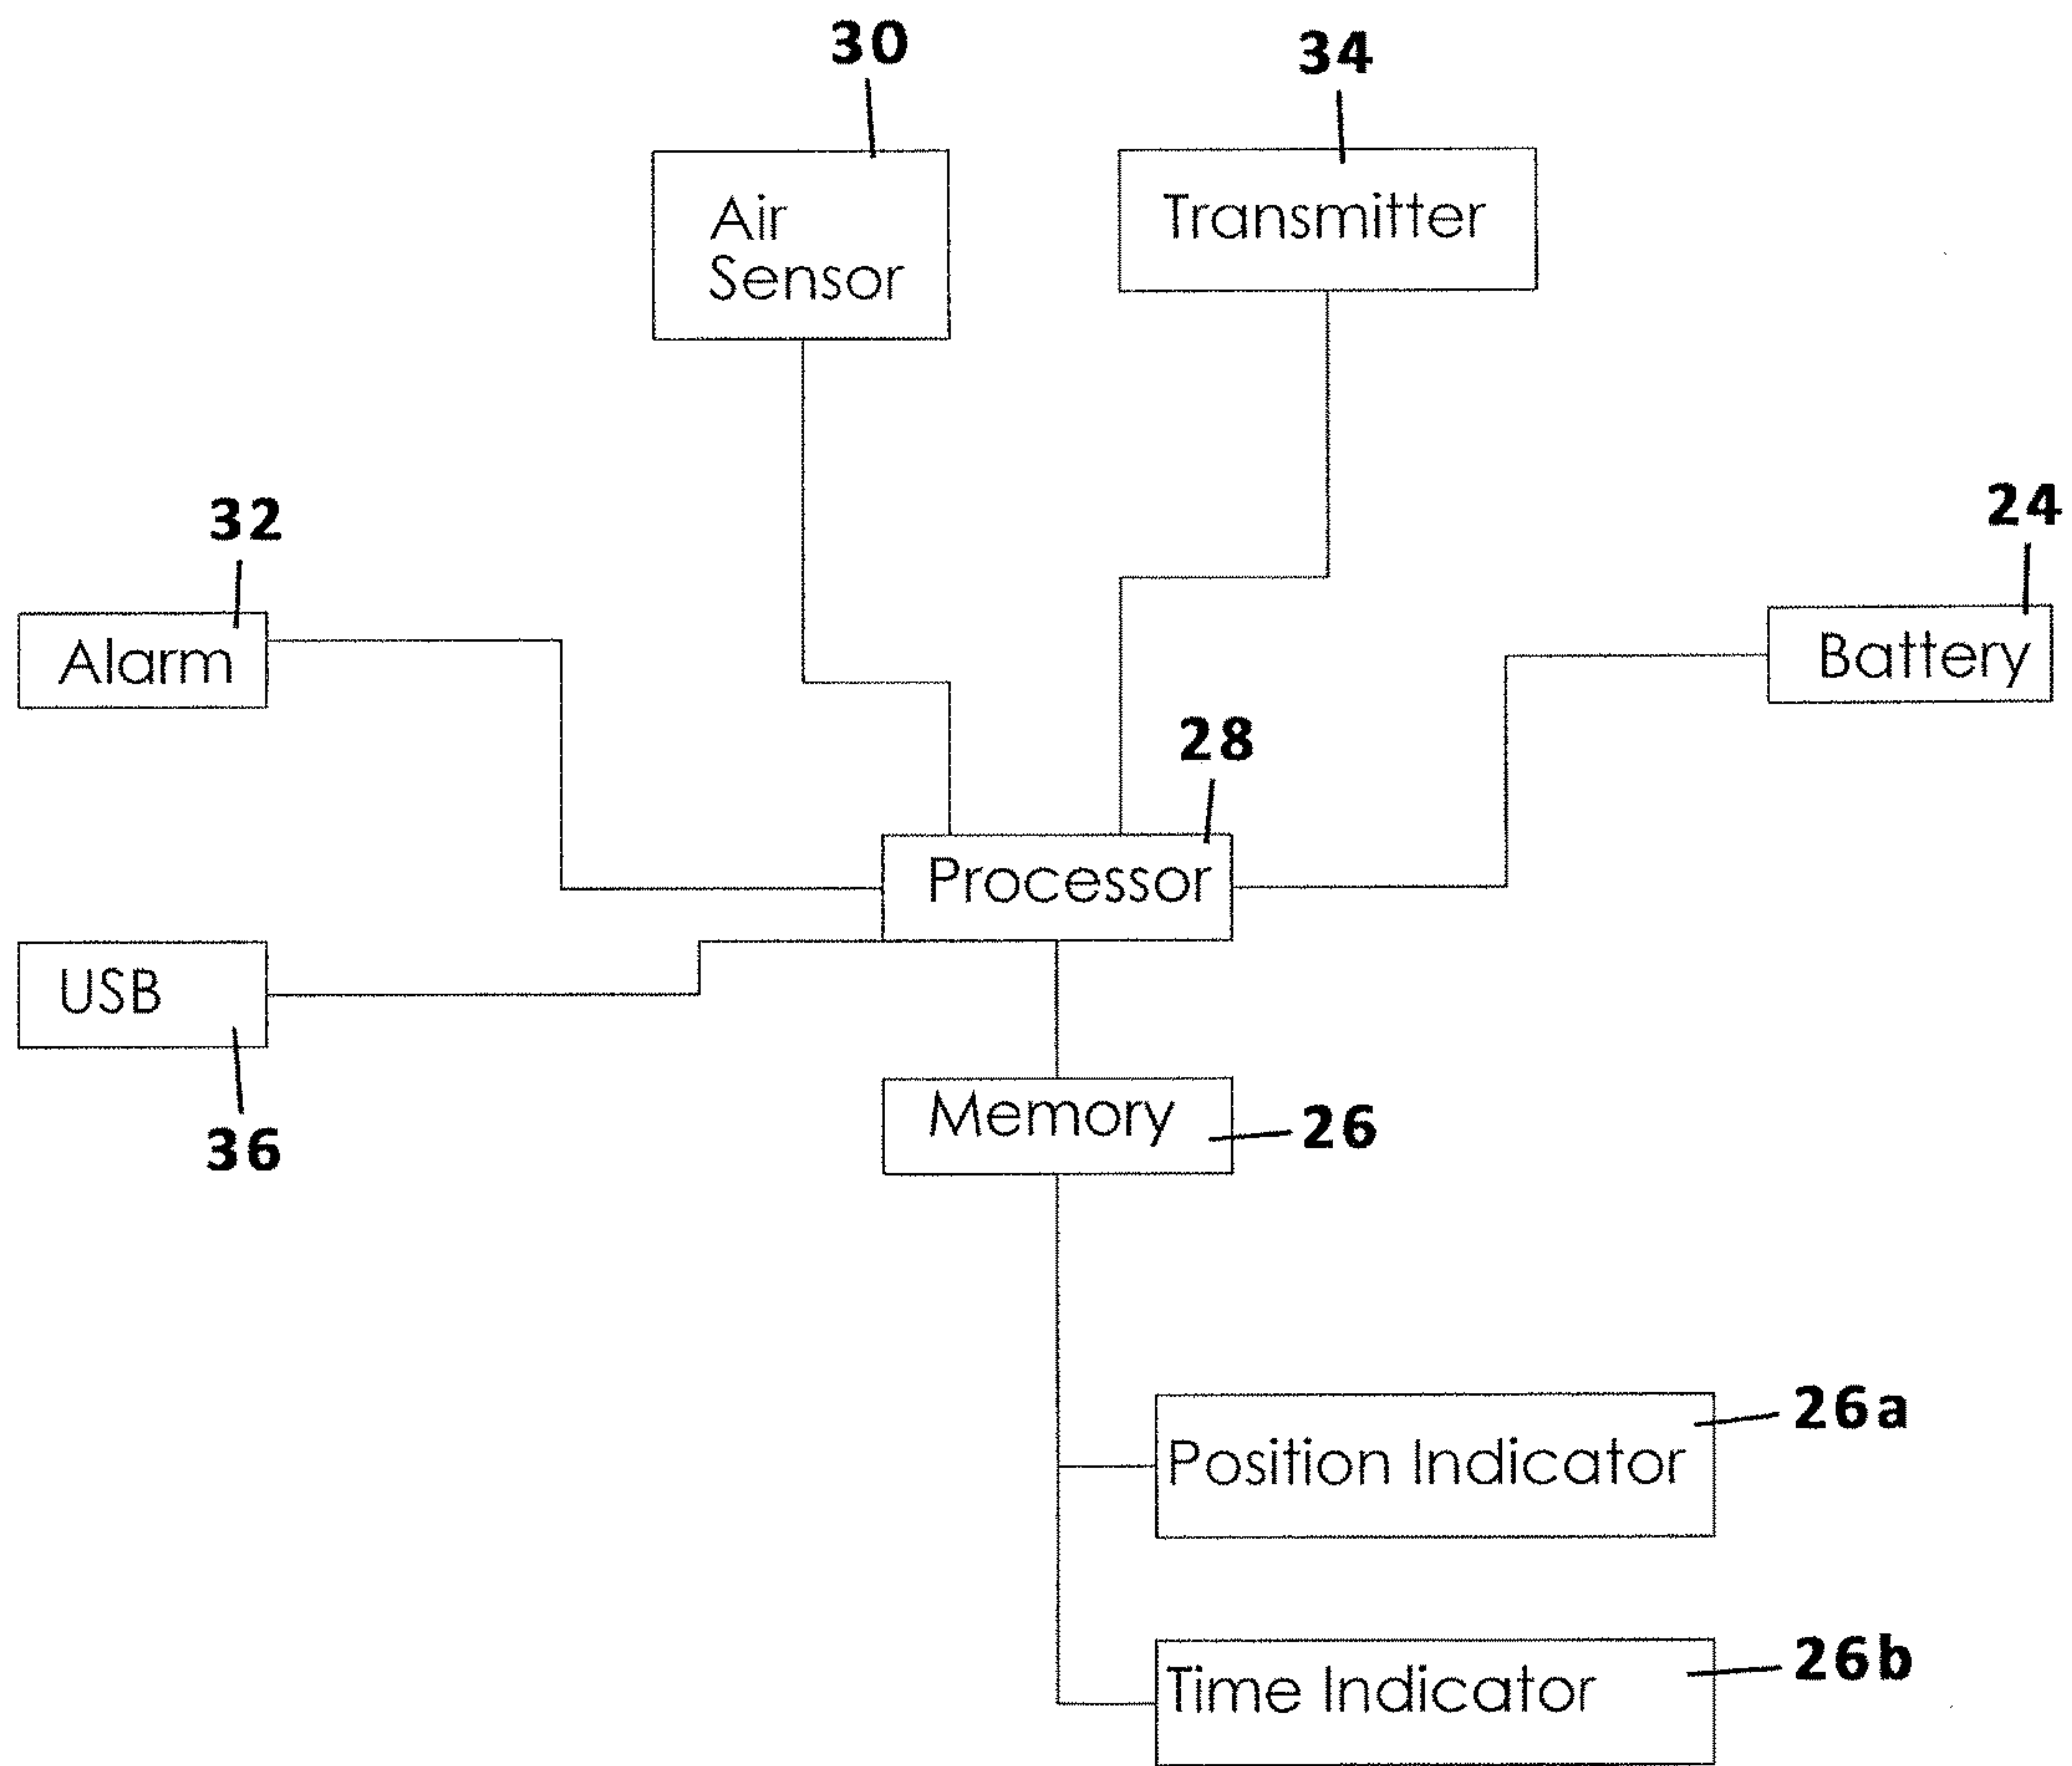 30
34
Air
Sensor
Transmitter
32
24
Alarm
Battery
28
Processor
USB
36
Memory
26
26a
Position Indicator
26b
Time Indicator